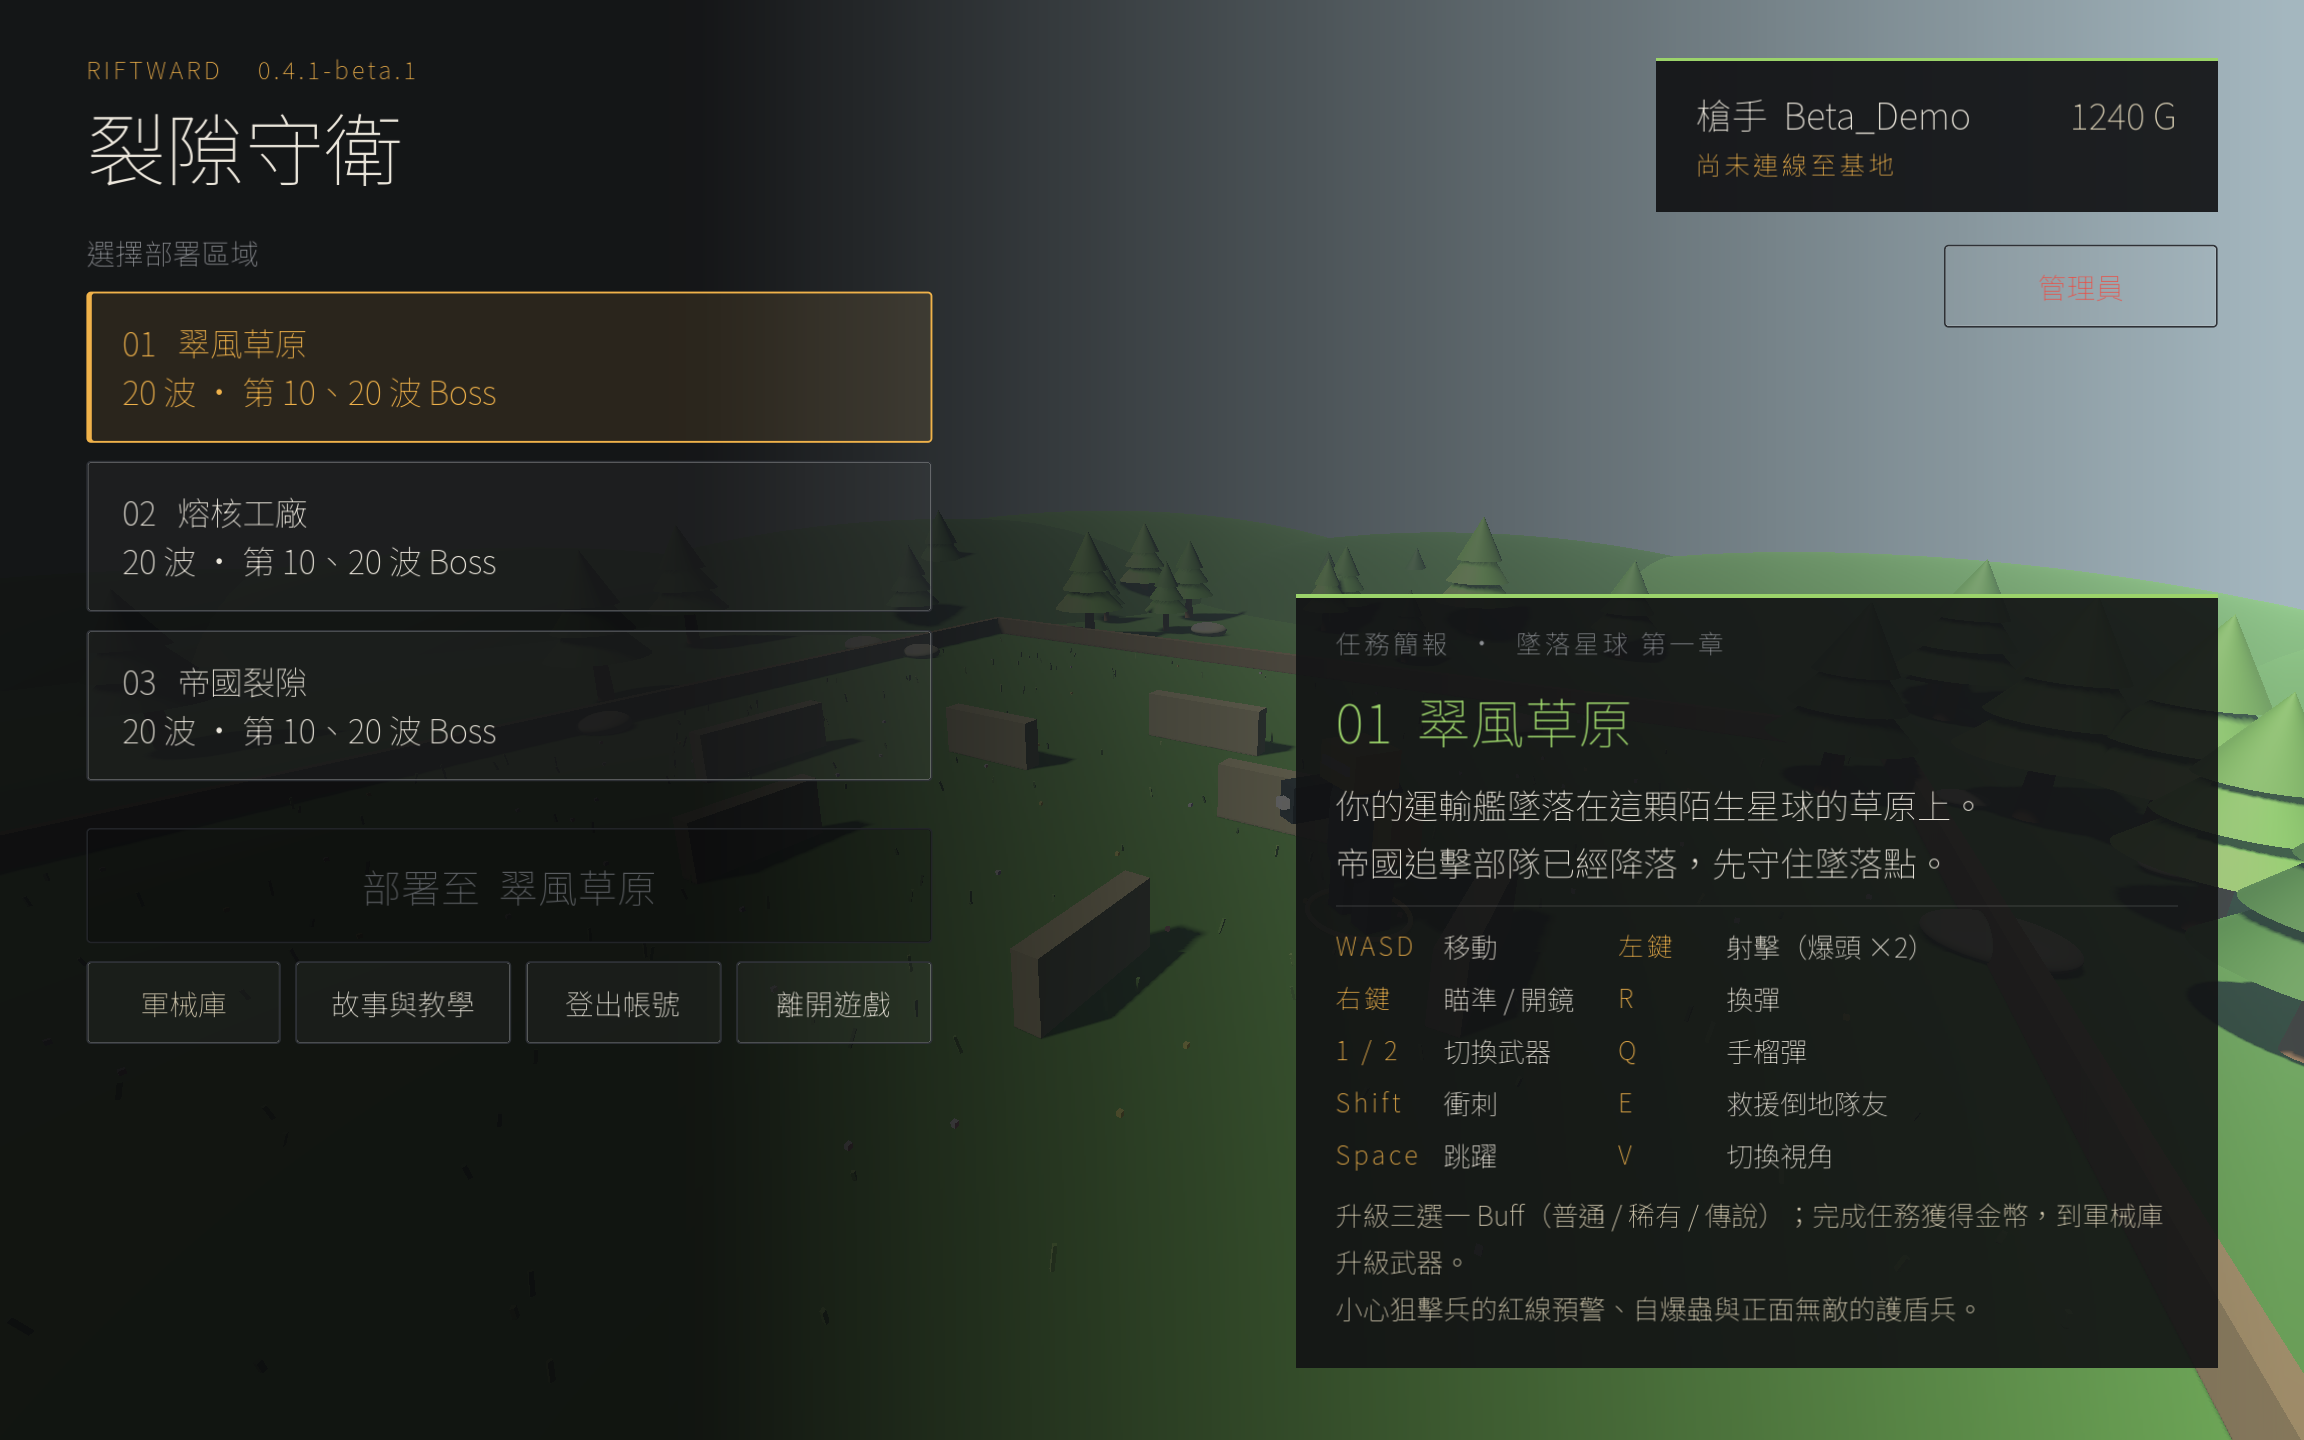 RIFTWARD 0.4.1-beta.1
裂隙守衛
選擇部署區域
01 翠風草原
20 波 · 第 10、20 波 Boss
02 熔核工廠
20 波 · 第 10、20 波 Boss
03 帝國裂隙
20 波 · 第 10、20 波 Boss
部署至 翠風草原
軍械庫 故事與教學 登出帳號 離開遊戲
槍手 Beta_Demo 1240 G
尚未連線至基地
管理員
任務簡報 · 墜落星球 第一章
01 翠風草原
你的運輸艦墜落在這顆陌生星球的草原上。
帝國追擊部隊已經降落，先守住墜落點。
WASD 移動 左鍵 射擊（爆頭 ×2）
右鍵 瞄準 / 開鏡 R 換彈
1 / 2 切換武器 Q 手榴彈
Shift 衝刺 E 救援倒地隊友
Space 跳躍 V 切換視角
升級三選一 Buff（普通 / 稀有 / 傳說）；完成任務獲得金幣，到軍械庫
升級武器。
小心狙擊兵的紅線預警、自爆蟲與正面無敵的護盾兵。